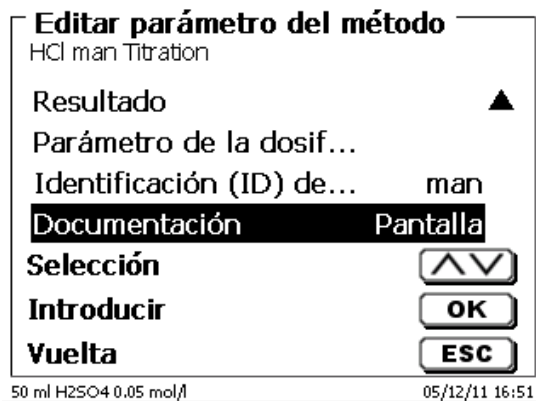 Editar parámetro del método
HCl man Titration
Resultado
Parámetro de la dosif...
Identificación (ID) de... man
Documentación Pantalla
Selección
Introducir OK
Vuelta ESC
50 ml H2SO4 0.05 mol/l 05/12/11 16:51